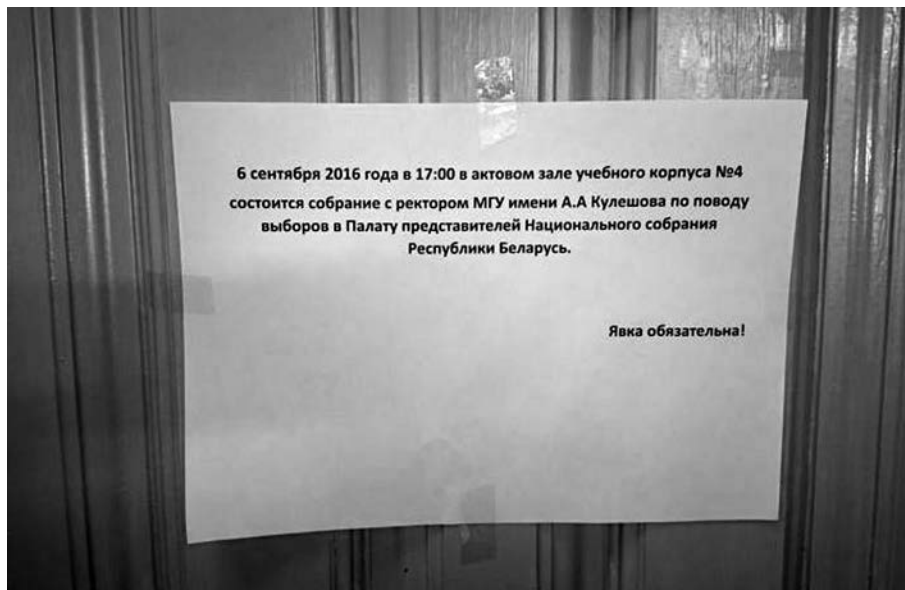 6 сентября 2016 года в 17:00 в актовом зале учебного корпуса №4
состоится собрание с ректором МГУ имени А.А Кулешова по поводу
выборов в Палату представителей Национального собрания
Республики Беларусь.
Явка обязательна!